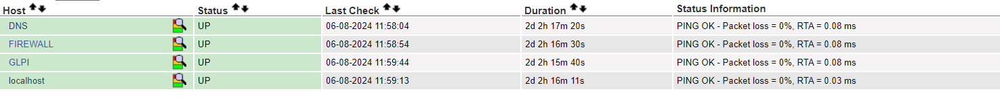 Host Status Last Check Duration Status Information
DNS UP 06-08-2024 11:58:04 2d 2h 17m 20s PING OK - Packet loss = 0%, RTA = 0.08 ms
FIREWALL UP 06-08-2024 11:58:54 2d 2h 16m 30s PING OK - Packet loss = 0%, RTA = 0.08 ms
GLPI UP 06-08-2024 11:59:44 2d 2h 15m 40s PING OK - Packet loss = 0%, RTA = 0.08 ms
localhost UP 06-08-2024 11:59:13 2d 2h 16m 11s PING OK - Packet loss = 0%, RTA = 0.03 ms